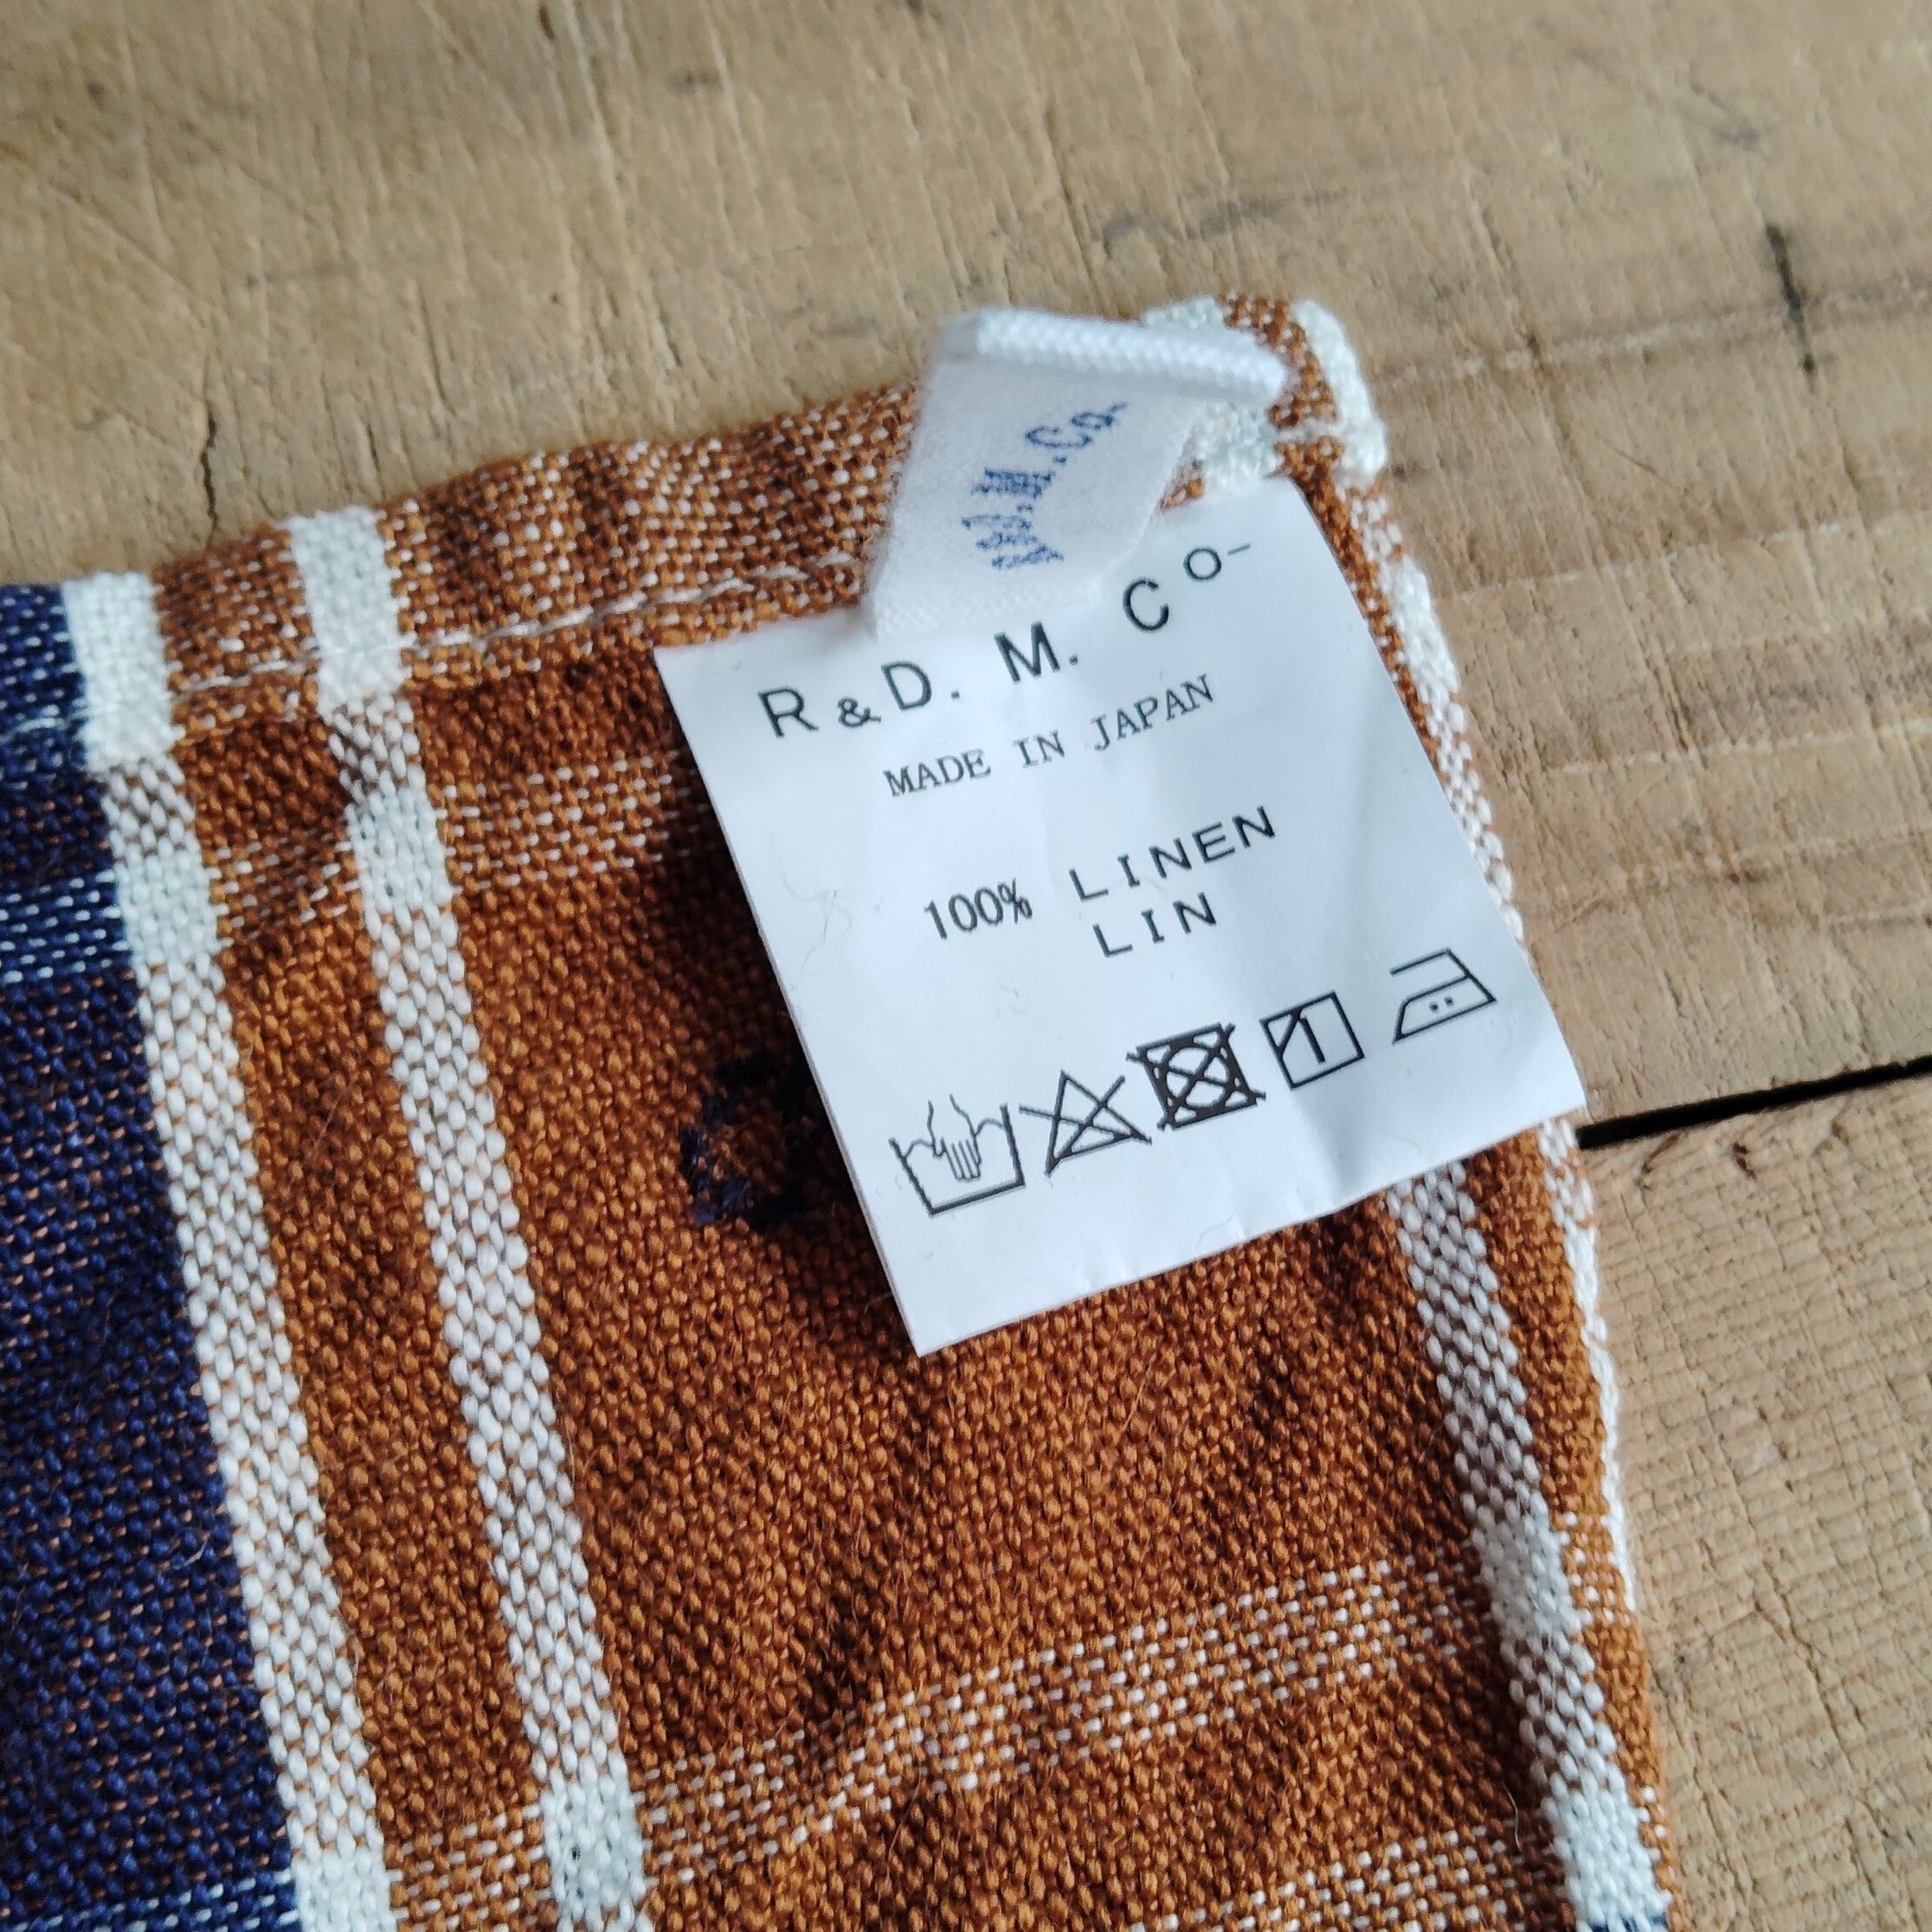 .M.Co.
R&D. M. Co-
MADE IN JAPAN
100% LINEN
LIN